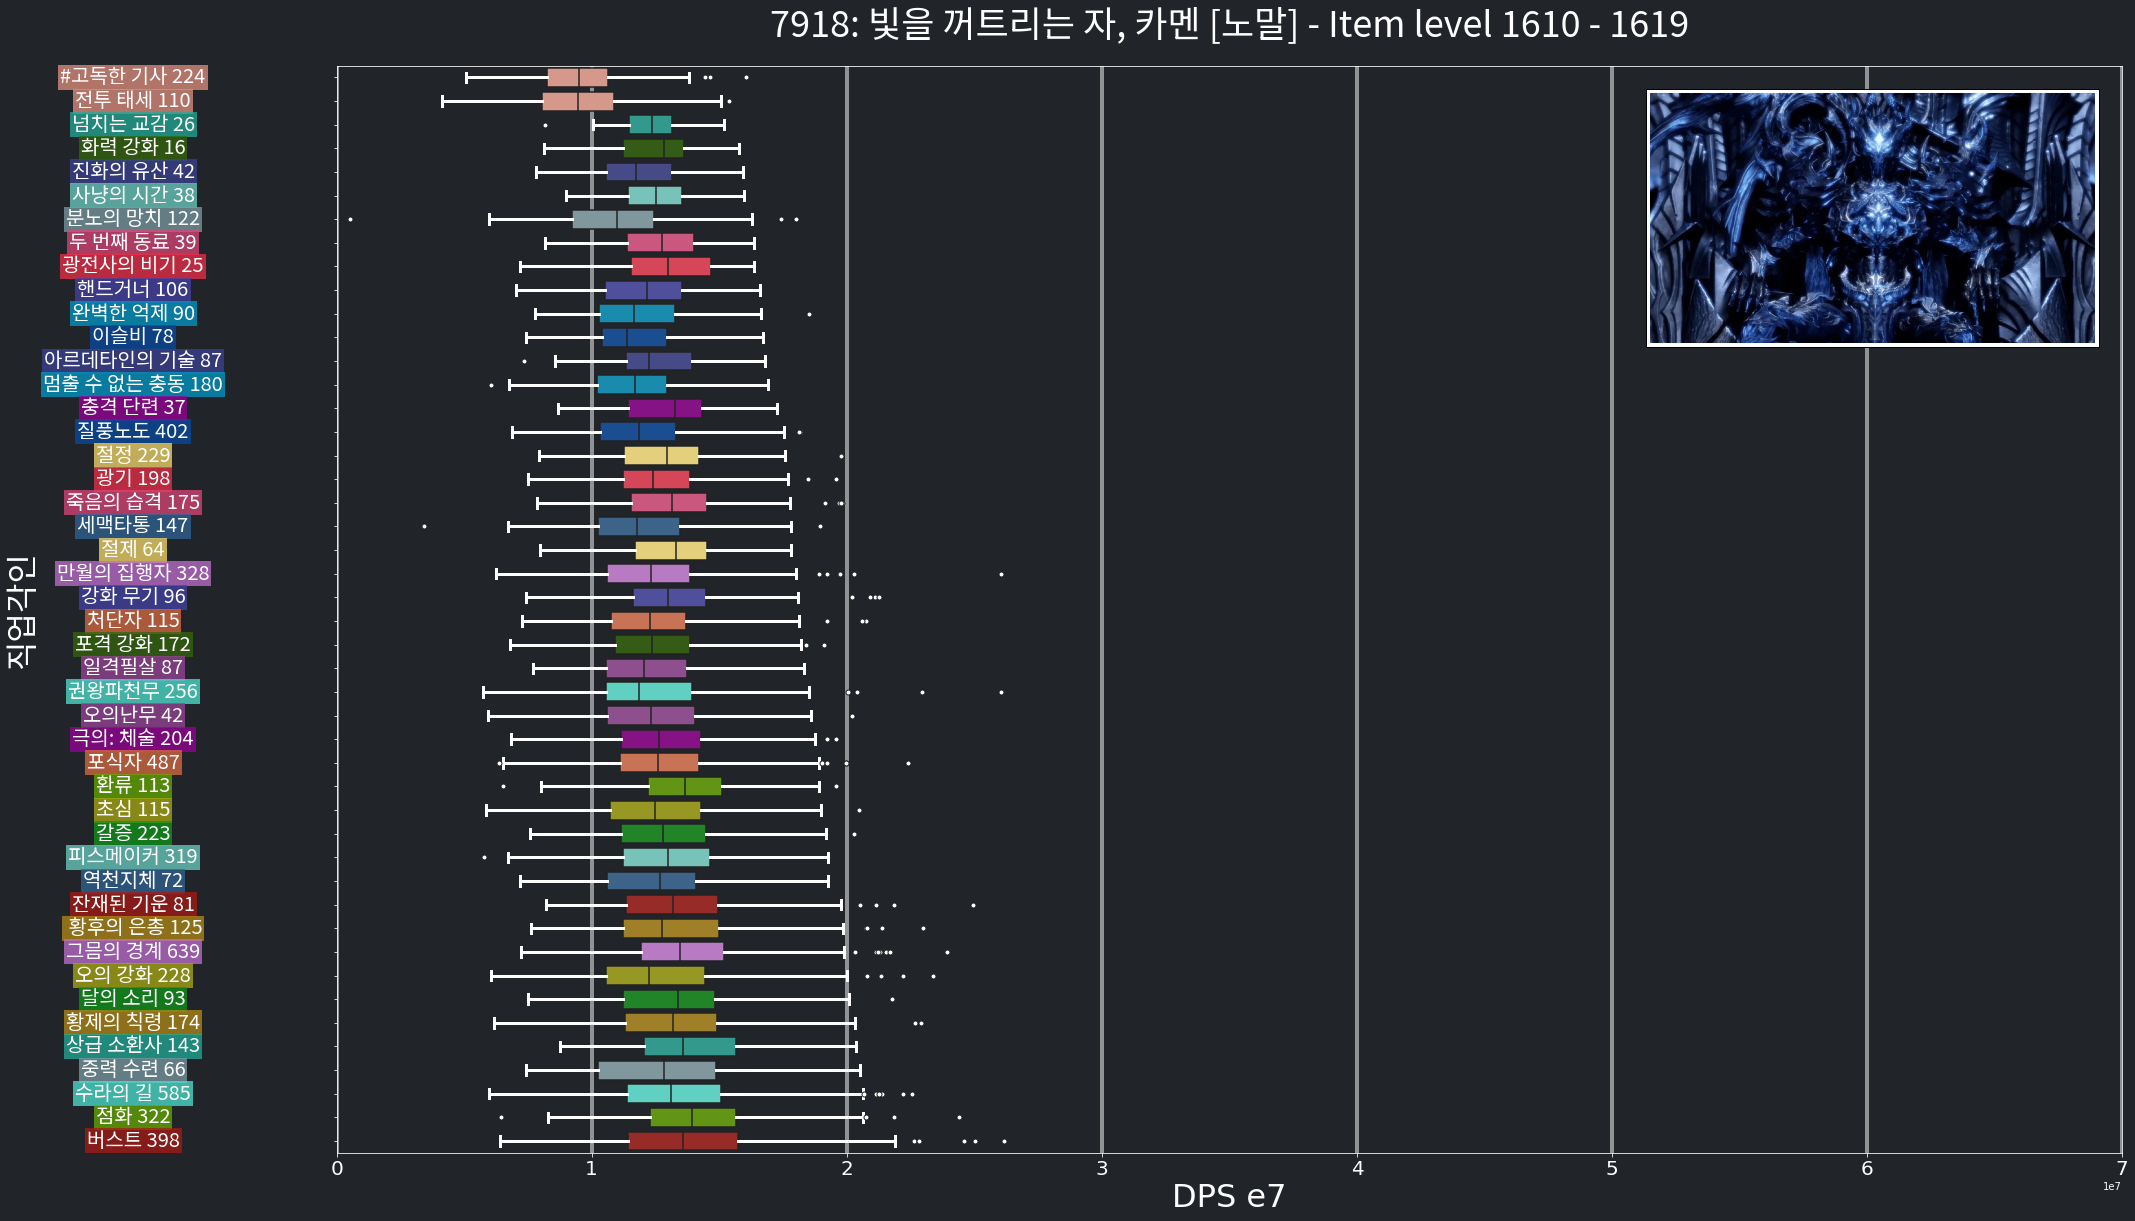 7918: 빛을 꺼트리는 자, 카멘 [노말] - Item level 1610 - 1619
#고독한 기사 224
전투 태세 110
넘치는 교감 26
화력 강화 16
진화의 유산 42
사냥의 시간 38
분노의 망치 122
두 번째 동료 39
광전사의 비기 25
핸드거너 106
완벽한 억제 90
이슬비 78
아르데타인의 기술 87
멈출 수 없는 충동 180
충격 단련 37
질풍노도 402
절정 229
광기 198
죽음의 습격 175
세맥타통 147
절제 64
만월의 집행자 328
강화 무기 96
처단자 115
포격 강화 172
일격필살 87
권왕파천무 256
오의난무 42
극의: 체술 204
포식자 487
환류 113
초심 115
갈증 223
피스메이커 319
역천지체 72
잔재된 기운 81
황후의 은총 125
그믐의 경계 639
오의 강화 228
달의 소리 93
황제의 칙령 174
상급 소환사 143
중력 수련 66
수라의 길 585
점화 322
버스트 398
직업각인
0 1 2 3 4 5 6 7
1e7
DPS e7